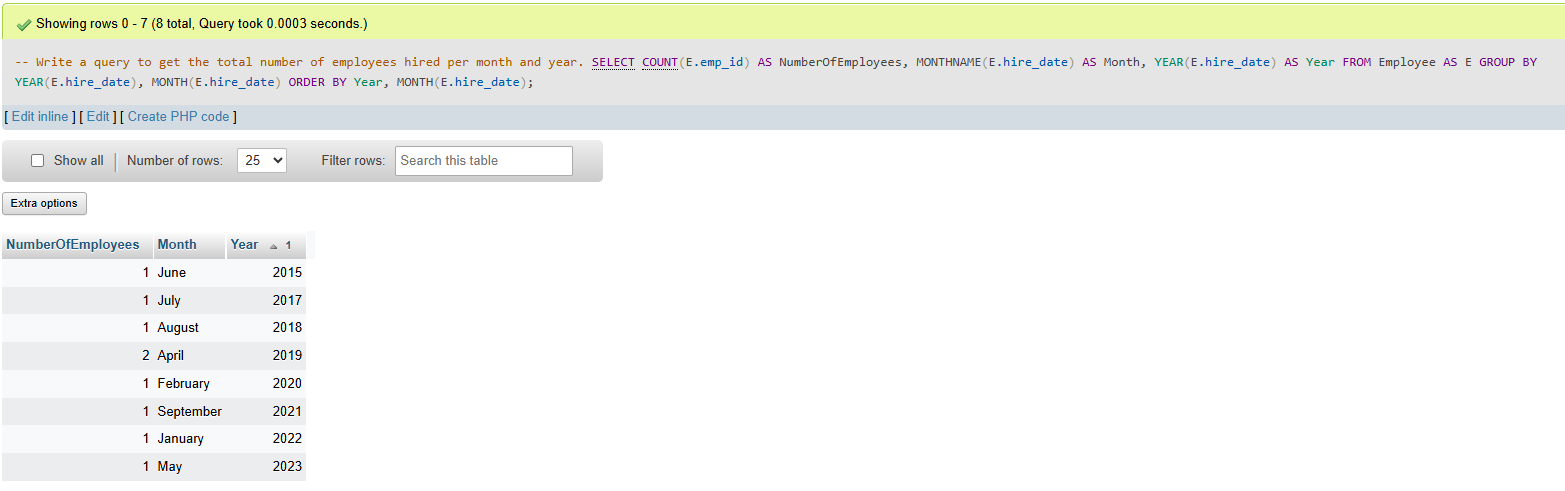 Showing rows 0 - 7 (8 total, Query took 0.0003 seconds.)
-- Write a query to get the total number of employees hired per month and year. SELECT COUNT(E.emp_id) AS NumberOfEmployees, MONTHNAME(E.hire_date) AS Month, YEAR(E.hire_date) AS Year FROM Employee AS E GROUP BY
YEAR(E.hire_date), MONTH(E.hire_date) ORDER BY Year, MONTH(E.hire_date);
[ Edit inline ] [ Edit ] [ Create PHP code ]
Show all | Number of rows: 25 Filter rows: Search this table
Extra options
NumberOfEmployees Month Year 1
1 June 2015
1 July 2017
1 August 2018
2 April 2019
1 February 2020
1 September 2021
1 January 2022
1 May 2023